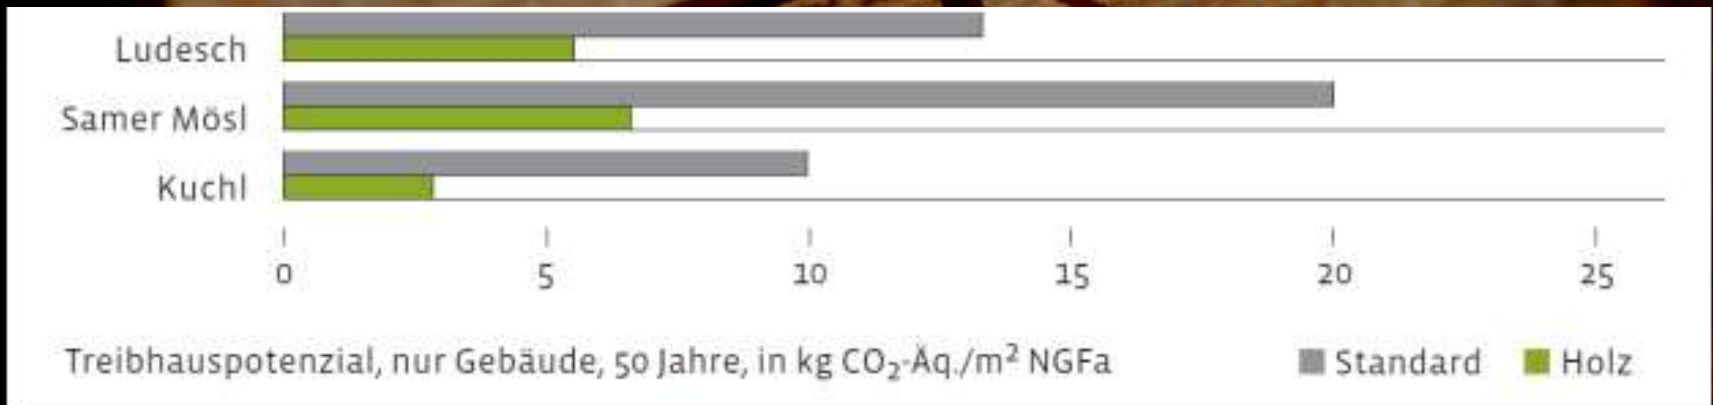 Ludesch
Samer Mösl
Kuchl
0 5 10 15 20 25
Treibhauspotenzial, nur Gebäude, 50 Jahre, in kg CO₂-Äq./m² NGFa
Standard Holz